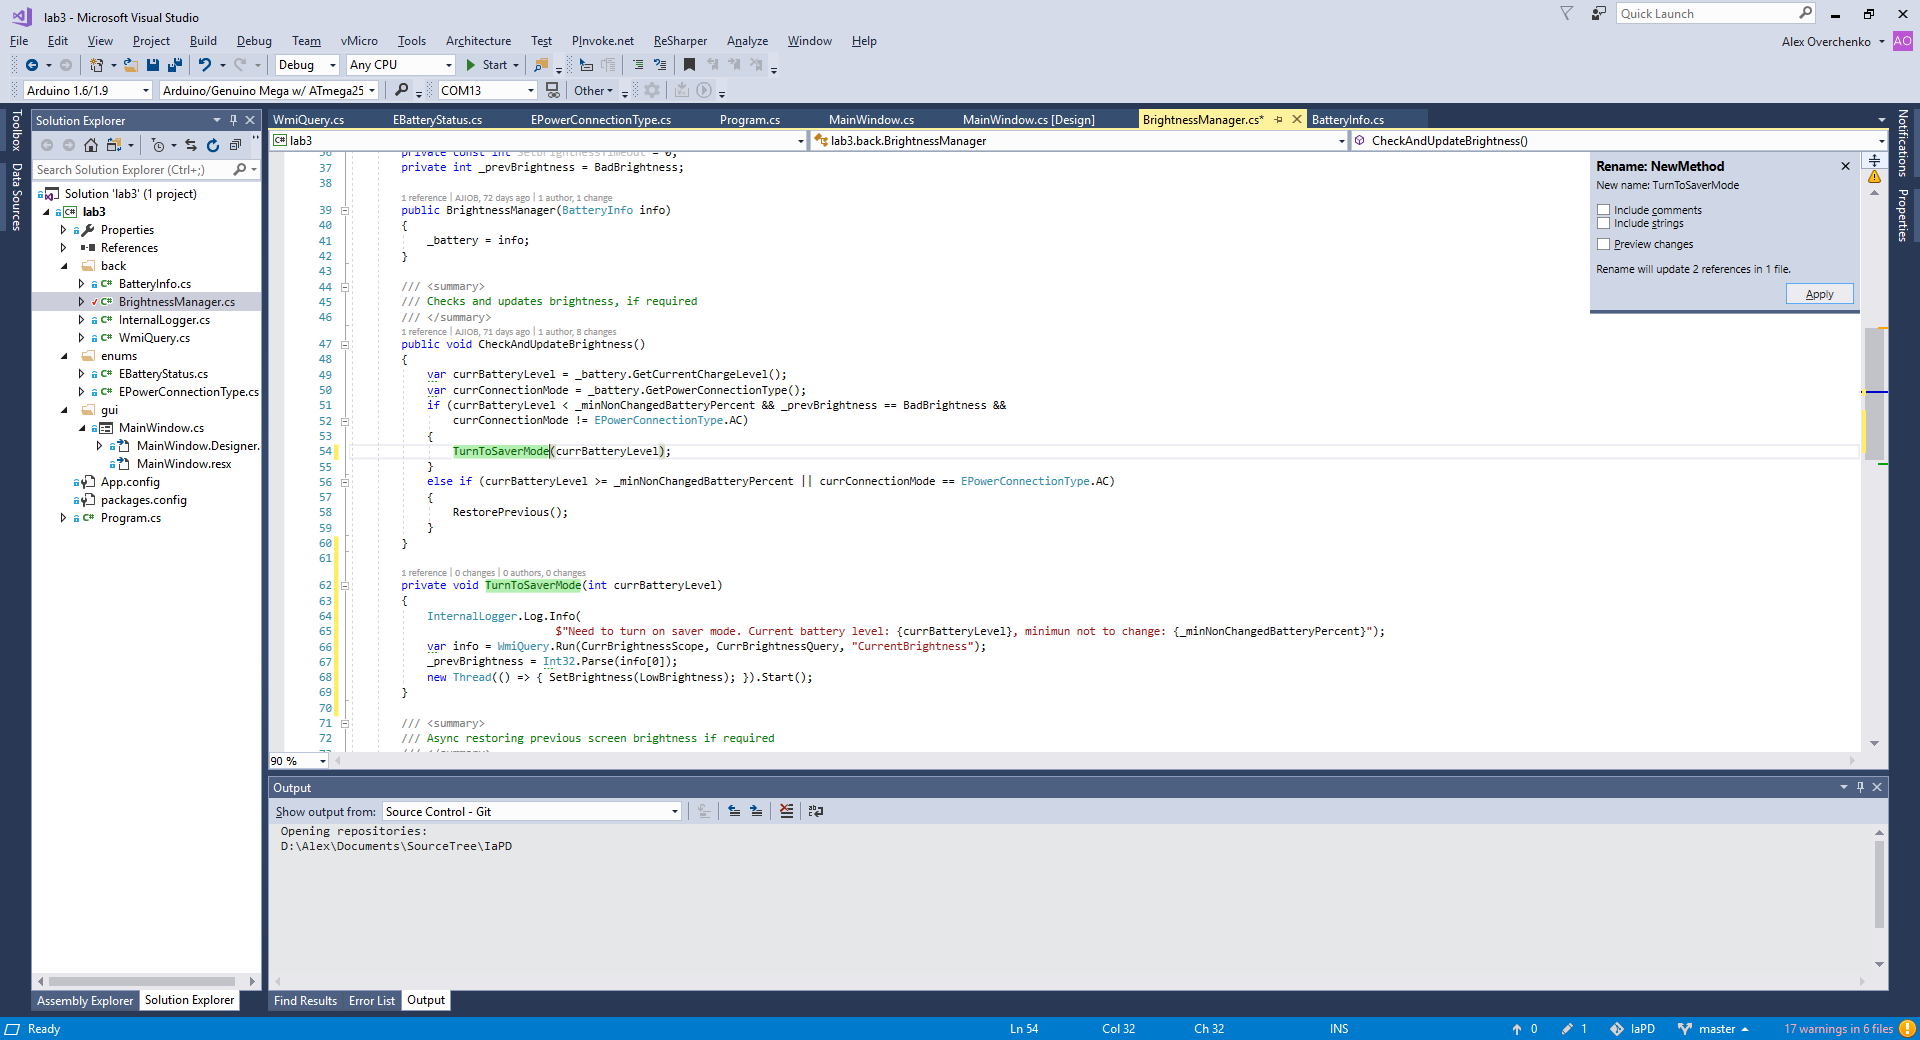 lab3 - Microsoft Visual Studio
Quick Launch
File Edit View Project Build Debug Team vMicro Tools Architecture Test PInvoke.net ReSharper Analyze Window Help
Alex Overchenko AO
Debug Any CPU Start
Arduino 1.6/1.9 Arduino/Genuino Mega w/ ATmega25 COM13 Other
Toolbox
Data Sources
Solution Explorer
Search Solution Explorer (Ctrl+;)
Solution 'lab3' (1 project)
C# lab3
Properties
References
back
C# BatteryInfo.cs
C# BrightnessManager.cs
C# InternalLogger.cs
C# WmiQuery.cs
enums
C# EBatteryStatus.cs
C# EPowerConnectionType.cs
gui
MainWindow.cs
MainWindow.Designer.
MainWindow.resx
App.config
packages.config
C# Program.cs
Assembly Explorer Solution Explorer
WmiQuery.cs EBatteryStatus.cs EPowerConnectionType.cs Program.cs MainWindow.cs MainWindow.cs [Design] BrightnessManager.cs* BatteryInfo.cs
C# lab3 lab3.back.BrightnessManager CheckAndUpdateBrightness()
36 private const int SetBrightnessTimeout = 0;
37 private int _prevBrightness = BadBrightness;
38
1 reference | AJIOB, 72 days ago | 1 author, 1 change
39 public BrightnessManager(BatteryInfo info)
40 {
41 _battery = info;
42 }
43
44 /// <summary>
45 /// Checks and updates brightness, if required
46 /// </summary>
1 reference | AJIOB, 71 days ago | 1 author, 8 changes
47 public void CheckAndUpdateBrightness()
48 {
49 var currBatteryLevel = _battery.GetCurrentChargeLevel();
50 var currConnectionMode = _battery.GetPowerConnectionType();
51 if (currBatteryLevel < _minNonChangedBatteryPercent && _prevBrightness == BadBrightness &&
52 currConnectionMode != EPowerConnectionType.AC)
53 {
54 TurnToSaverMode(currBatteryLevel);
55 }
56 else if (currBatteryLevel >= _minNonChangedBatteryPercent || currConnectionMode == EPowerConnectionType.AC)
57 {
58 RestorePrevious();
59 }
60 }
61
1 reference | 0 changes | 0 authors, 0 changes
62 private void TurnToSaverMode(int currBatteryLevel)
63 {
64 InternalLogger.Log.Info(
65 $"Need to turn on saver mode. Current battery level: {currBatteryLevel}, minimun not to change: {_minNonChangedBatteryPercent}");
66 var info = WmiQuery.Run(CurrBrightnessScope, CurrBrightnessQuery, "CurrentBrightness");
67 _prevBrightness = Int32.Parse(info[0]);
68 new Thread(() => { SetBrightness(LowBrightness); }).Start();
69 }
70
71 /// <summary>
72 /// Async restoring previous screen brightness if required
73 /// </summary>
90 %
Rename: NewMethod
New name: TurnToSaverMode
Include comments
Include strings
Preview changes
Rename will update 2 references in 1 file.
Apply
Notifications
Properties
Output
Show output from: Source Control - Git
Opening repositories:
D:\Alex\Documents\SourceTree\IaPD
Find Results Error List Output
Ready Ln 54 Col 32 Ch 32 INS 0 1 IaPD master 17 warnings in 6 files